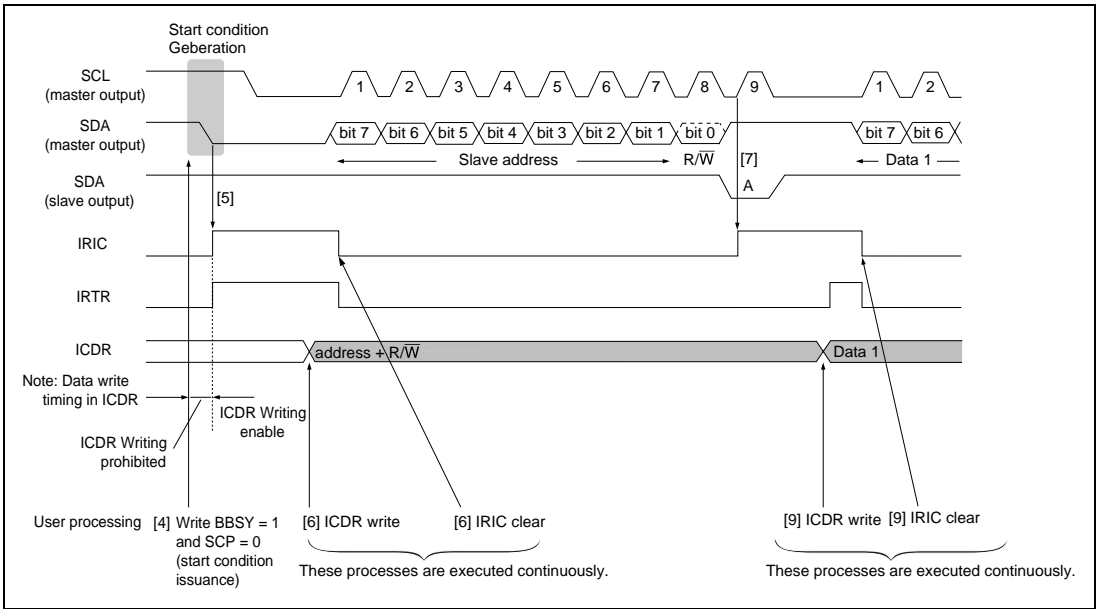 Start condition
Geberation
SCL
(master output)
1 2 3 4 5 6 7 8 9 1 2
SDA
(master output)
bit 7 bit 6 bit 5 bit 4 bit 3 bit 2 bit 1 bit 0 bit 7 bit 6
Slave address R/W̅ [7] Data 1
SDA
(slave output)
[5]
A
IRIC
IRTR
ICDR
address + R/W̅
Data 1
Note: Data write
timing in ICDR
ICDR Writing
enable
ICDR Writing
prohibited
User processing
[4] Write BBSY = 1
and SCP = 0
(start condition
issuance)
[6] ICDR write
[6] IRIC clear
These processes are executed continuously.
[9] ICDR write
[9] IRIC clear
These processes are executed continuously.